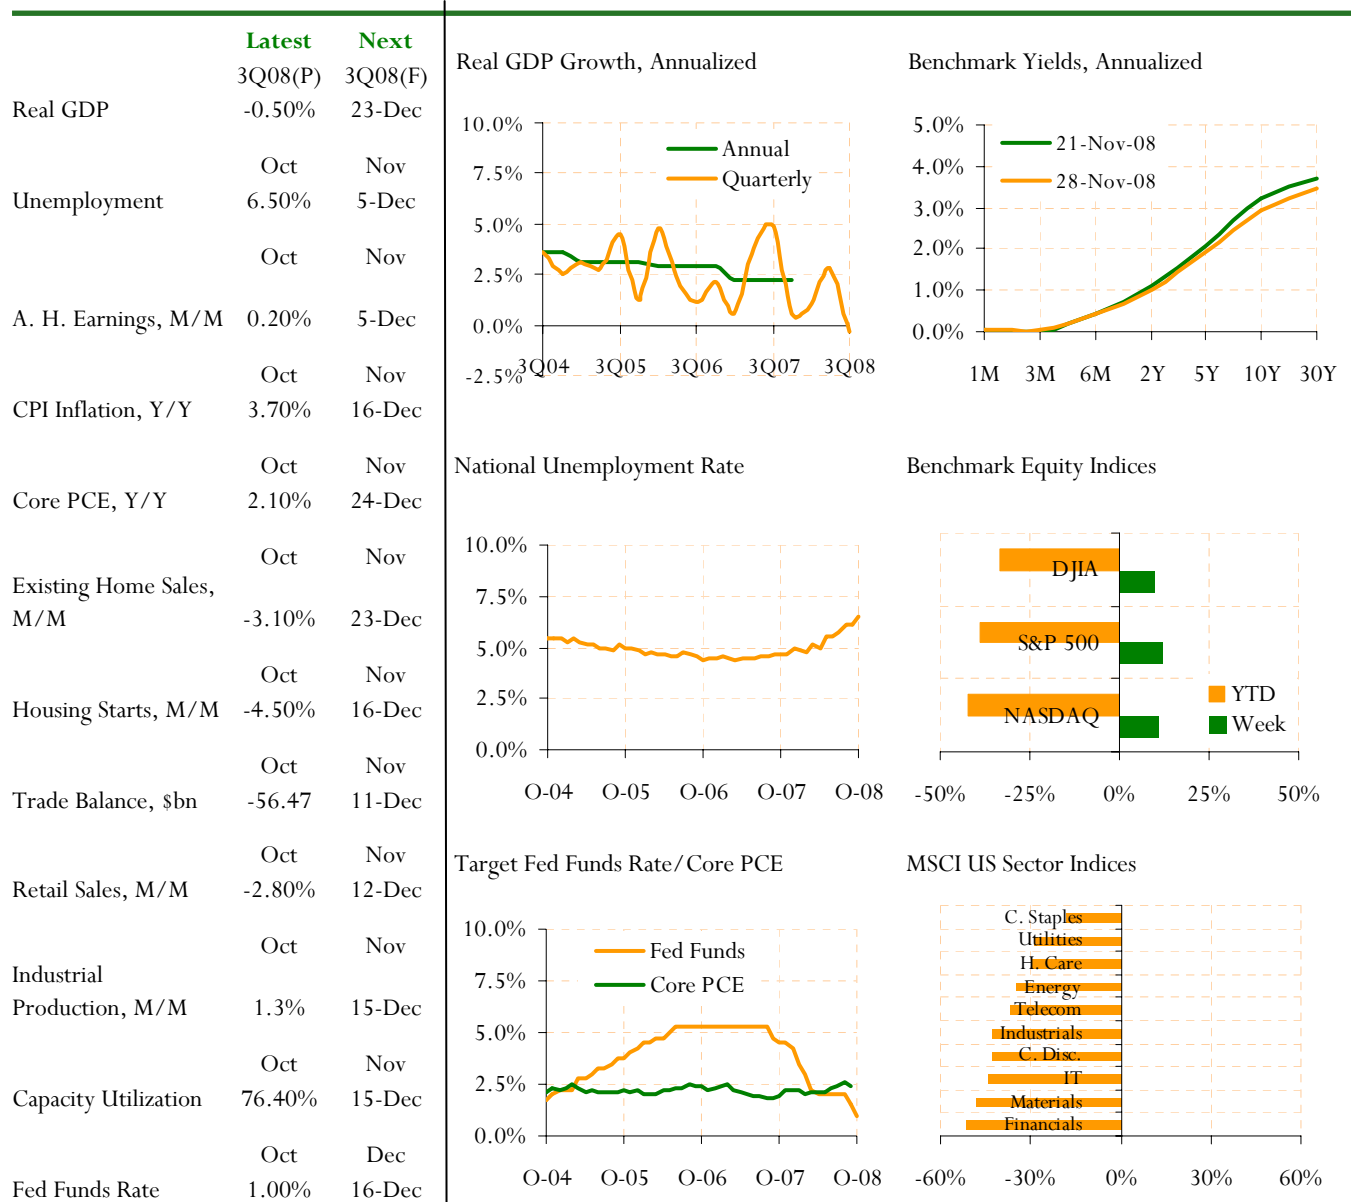 Latest Next
3Q08(P) 3Q08(F)
Real GDP -0.50% 23-Dec
Oct Nov
Unemployment 6.50% 5-Dec
Oct Nov
A. H. Earnings, M/M 0.20% 5-Dec
Oct Nov
CPI Inflation, Y/Y 3.70% 16-Dec
Oct Nov
Core PCE, Y/Y 2.10% 24-Dec
Oct Nov
Existing Home Sales,
M/M -3.10% 23-Dec
Oct Nov
Housing Starts, M/M -4.50% 16-Dec
Oct Nov
Trade Balance, $bn -56.47 11-Dec
Oct Nov
Retail Sales, M/M -2.80% 12-Dec
Oct Nov
Industrial
Production, M/M 1.3% 15-Dec
Oct Nov
Capacity Utilization 76.40% 15-Dec
Oct Dec
Fed Funds Rate 1.00% 16-Dec
Real GDP Growth, Annualized
10.0%
7.5%
5.0%
2.5%
0.0%
-2.5%
Annual
Quarterly
3Q04 3Q05 3Q06 3Q07 3Q08
Benchmark Yields, Annualized
5.0%
4.0%
3.0%
2.0%
1.0%
0.0%
21-Nov-08
28-Nov-08
1M 3M 6M 2Y 5Y 10Y 30Y
National Unemployment Rate
10.0%
7.5%
5.0%
2.5%
0.0%
O-04 O-05 O-06 O-07 O-08
Benchmark Equity Indices
DJIA
S&P 500
NASDAQ
YTD
Week
-50% -25% 0% 25% 50%
Target Fed Funds Rate/Core PCE
10.0%
7.5%
5.0%
2.5%
0.0%
Fed Funds
Core PCE
O-04 O-05 O-06 O-07 O-08
MSCI US Sector Indices
C. Staples
Utilities
H. Care
Energy
Telecom
Industrials
C. Disc.
IT
Materials
Financials
-60% -30% 0% 30% 60%